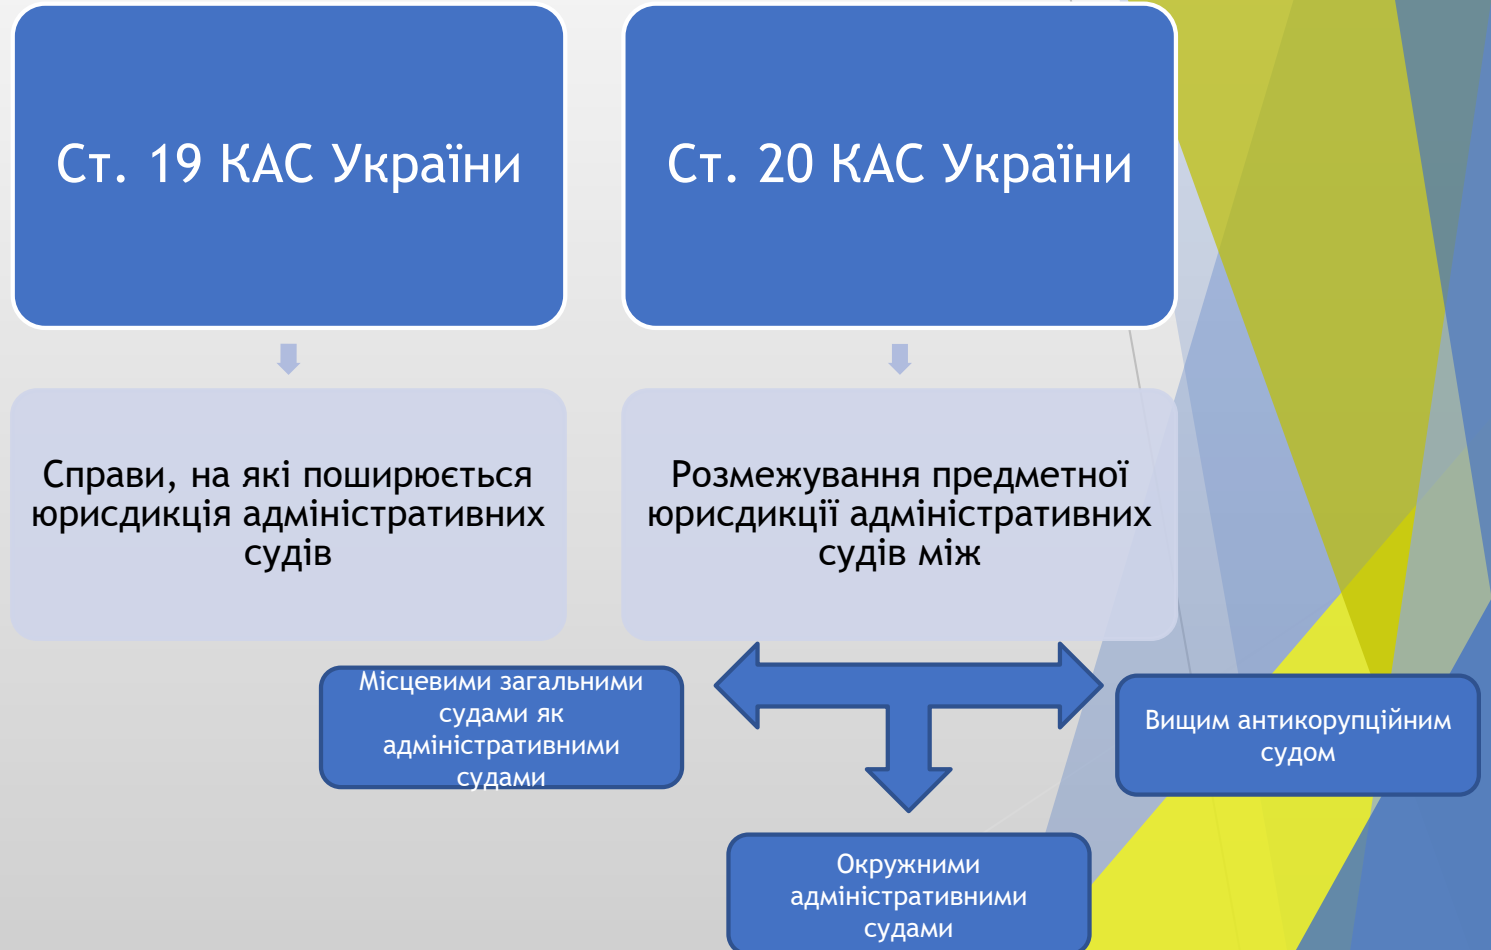 Ст. 19 КАС України
Ст. 20 КАС України
Справи, на які поширюється
юрисдикція адміністративних
судів
Розмежування предметної
юрисдикції адміністративних
судів між
Місцевими загальними
судами як
адміністративними
судами
Вищим антикорупційним
судом
Окружними
адміністративними
судами